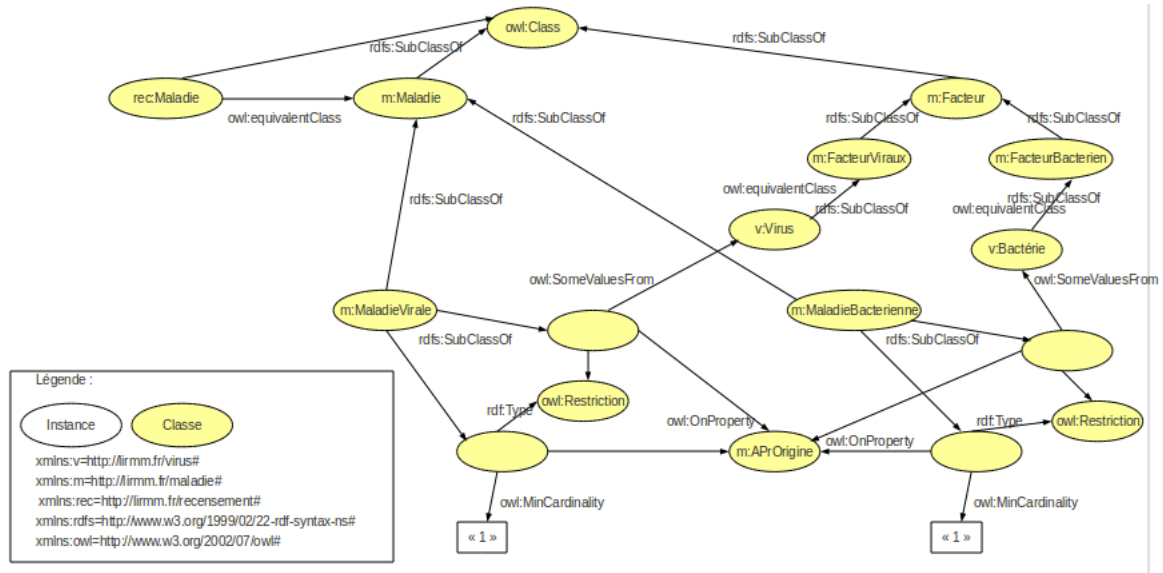 owl:Class
rdfs:SubClassOf
rdfs:SubClassOf
rec:Maladie
m:Maladie
m:Facteur
owl:equivalentClass
rdfs:SubClassOf
rdfs:SubClassOf
rdfs:SubClassOf
m:FacteurViraux
m:FacteurBacterien
owl:equivalentClass
rdfs:SubClassOf
rdfs:SubClassOf
rdfs:SubClassOf
owl:equivalentClass
v:Virus
v:Bactérie
owl:SomeValuesFrom
owl:SomeValuesFrom
m:MaladieVirale
m:MaladieBacterienne
rdfs:SubClassOf
rdfs:SubClassOf
owl:Restriction
rdf:Type
owl:OnProperty
owl:Restriction
rdf:Type
owl:OnProperty
m:APrOrigine
owl:MinCardinality
owl:MinCardinality
« 1 »
« 1 »
Légende :
Instance
Classe
xmlns:v=http://lirmm.fr/virus#
xmlns:m=http://lirmm.fr/maladie#
xmlns:rec=http://lirmm.fr/recensement#
xmlns:rdfs=http://www.w3.org/1999/02/22-rdf-syntax-ns#
xmlns:owl=http://www.w3.org/2002/07/owl#